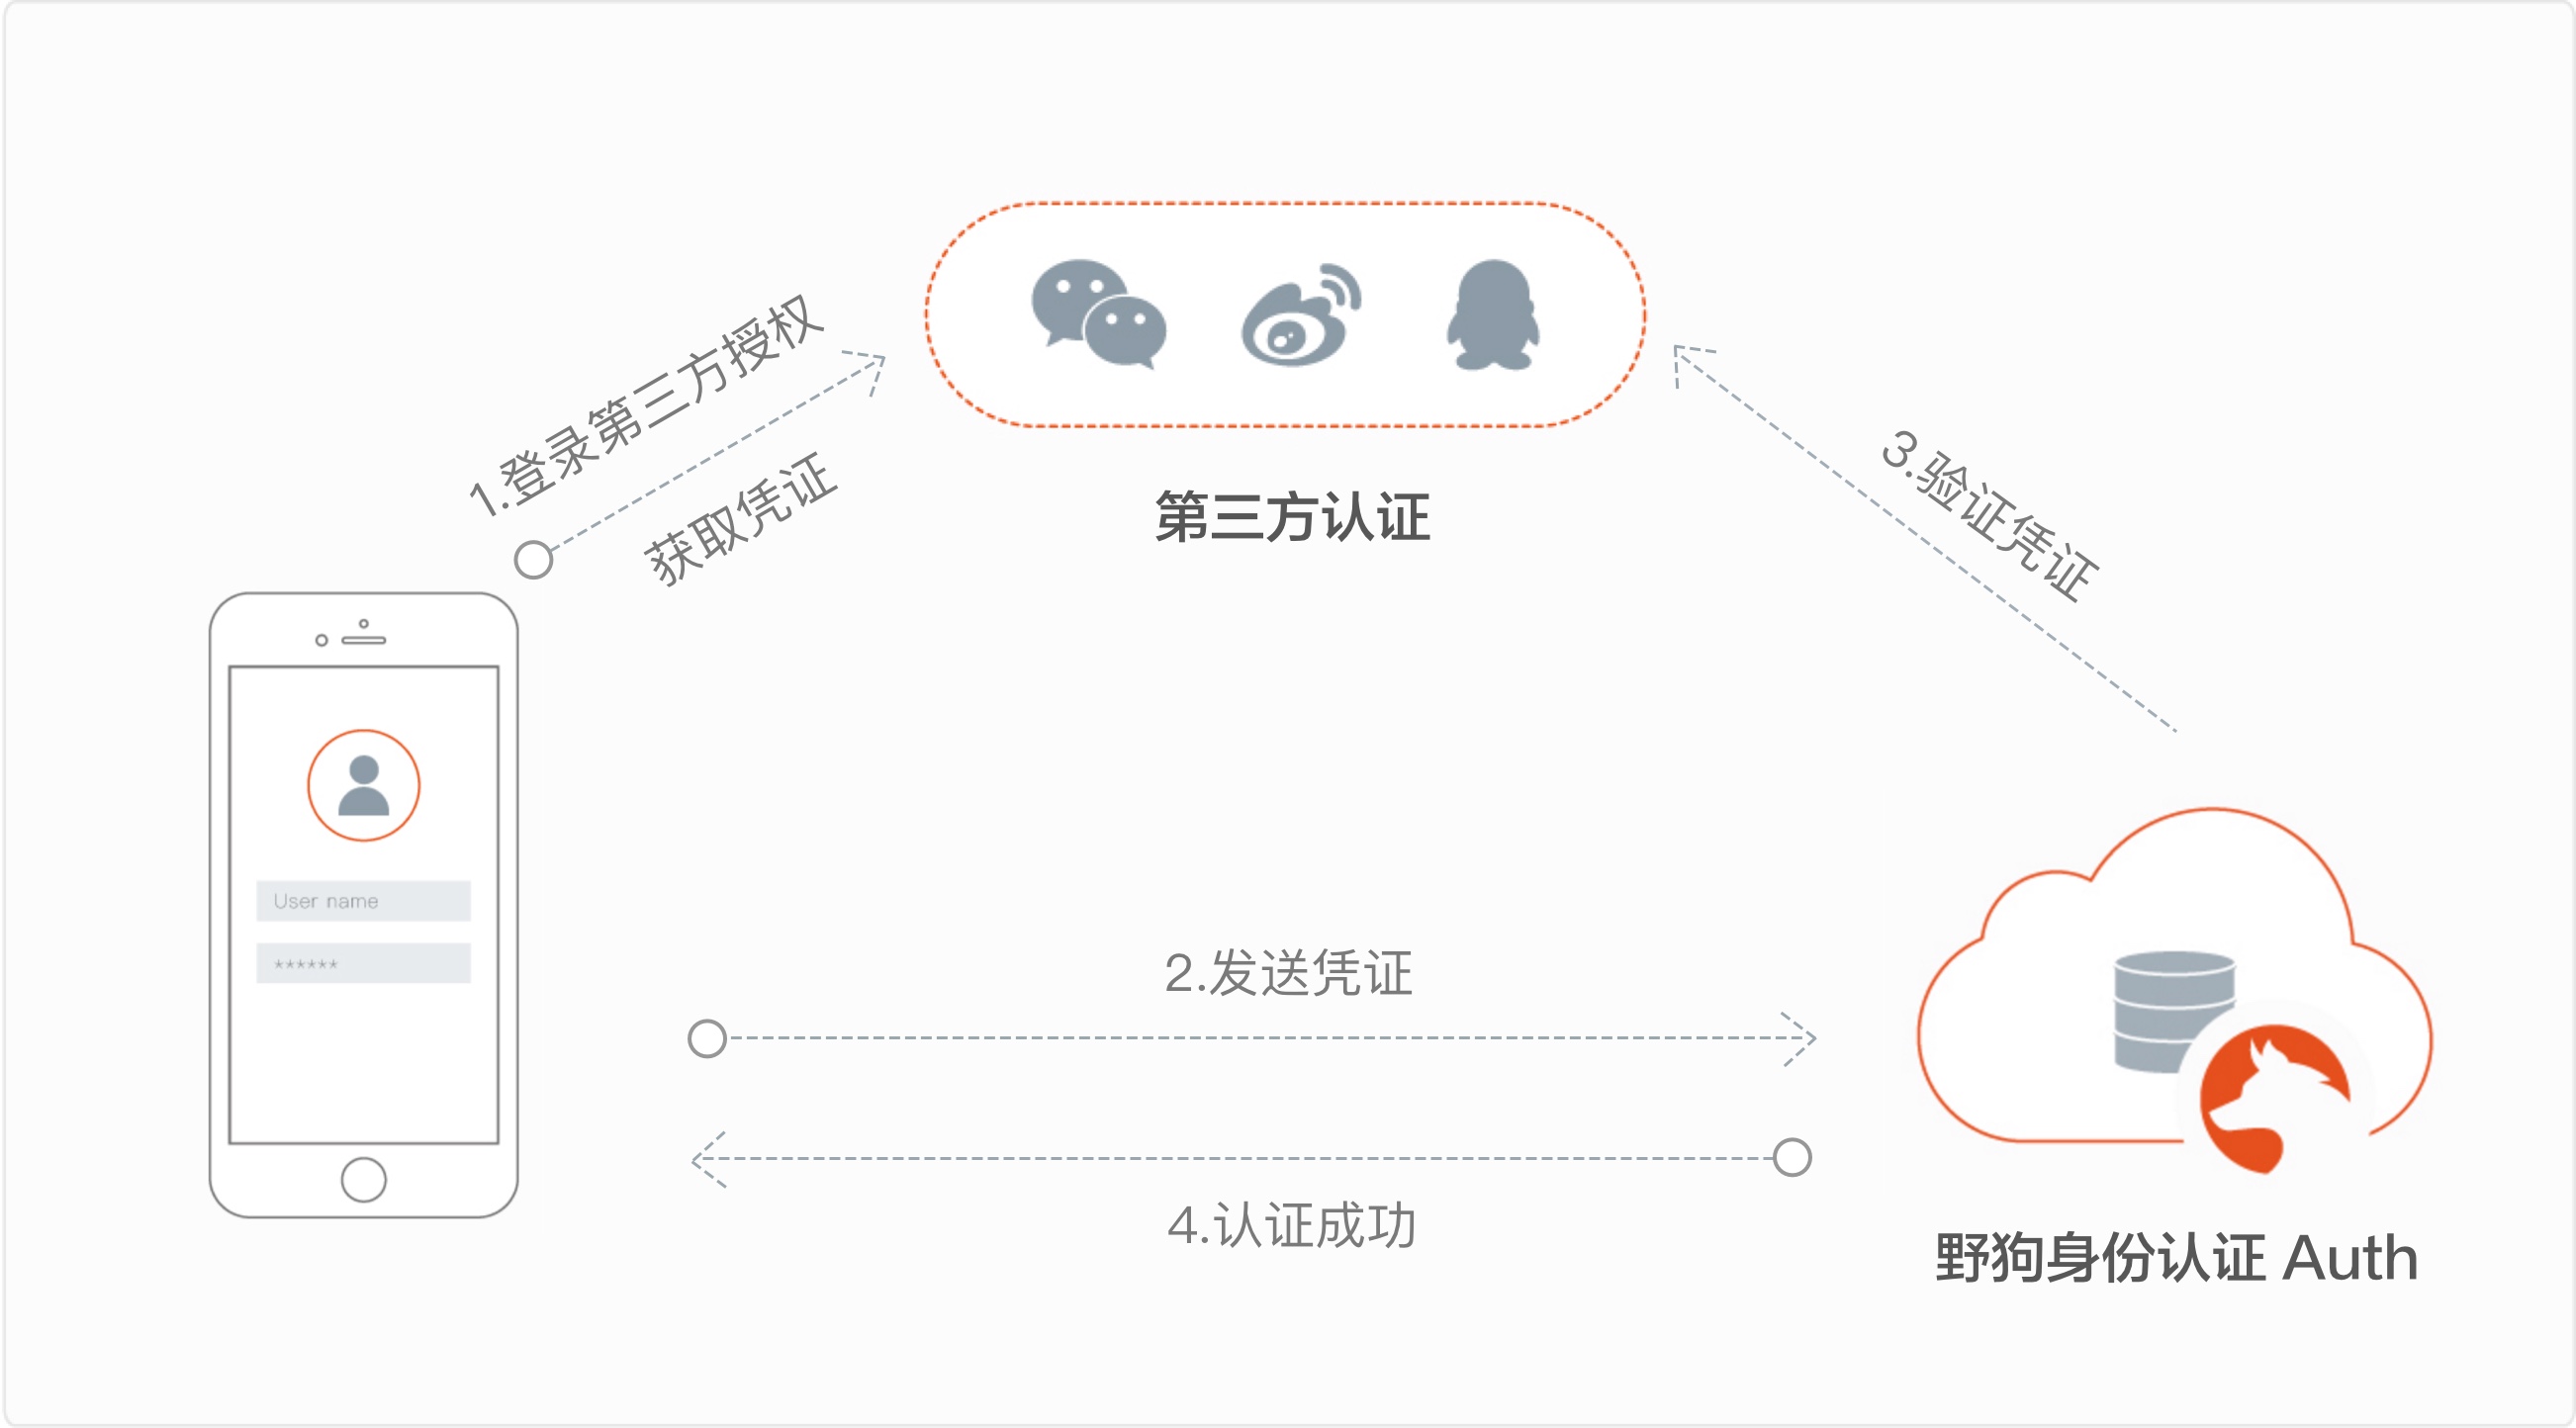 1.登录第三方授权
获取凭证
第三方认证
3.验证凭证
User name
******
2.发送凭证
4.认证成功
野狗身份认证 Auth